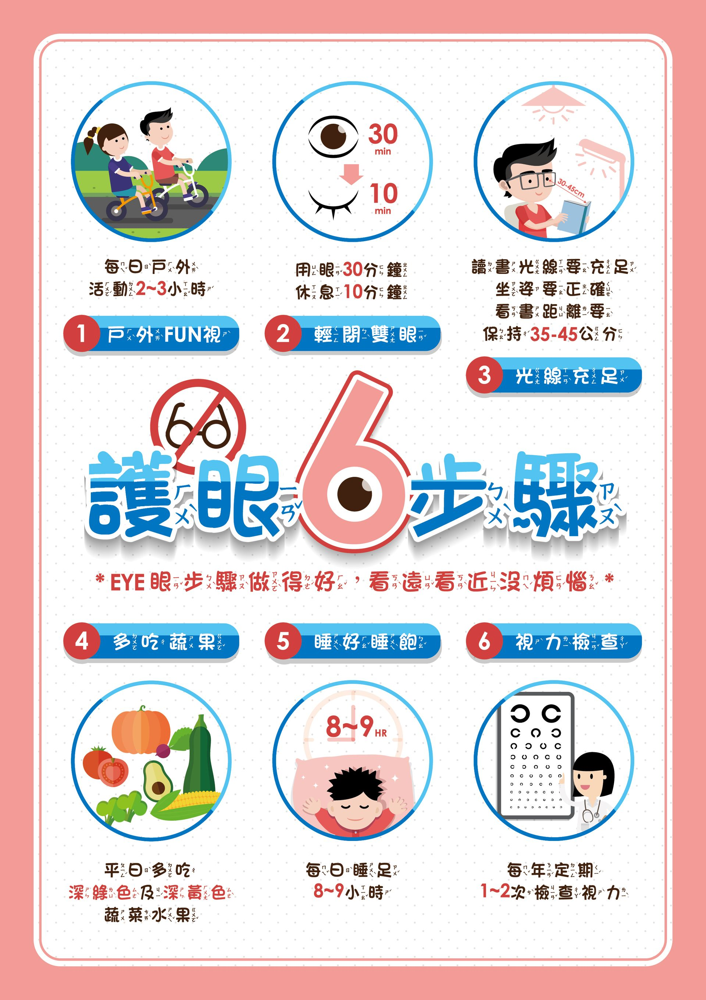 30
min
10
min
30-45cm
每日戶外
活動2~3小時
1 戶外FUN視
用眼30分鐘
休息10分鐘
2 輕閉雙眼
讀書光線要充足
坐姿要正確
看書距離要
保持35-45公分
3 光線充足
護眼6步驟
*EYE 眼步驟做得好，看遠看近沒煩惱*
4 多吃蔬果
平日多吃
深綠色及深黃色
蔬菜水果
5 睡好睡飽
8~9HR
每日睡足
8~9小時
6 視力檢查
每年定期
1~2次檢查視力